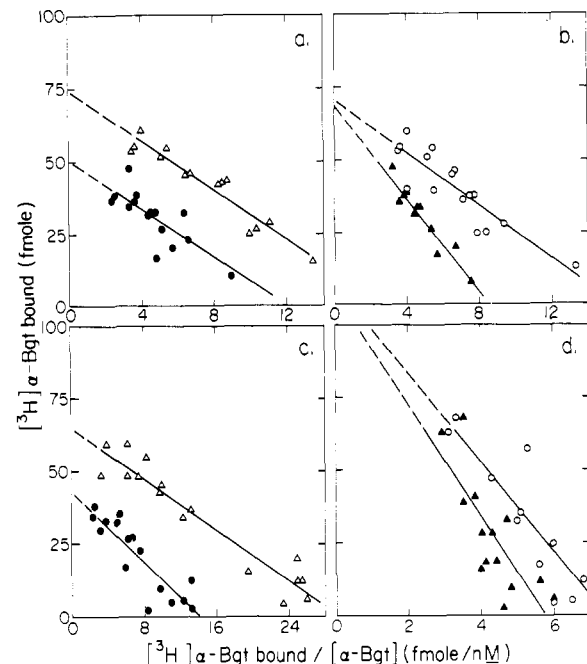 a.
b.
100
75
50
25
0
0 4 8 12
0 4 8 12
c.
d.
100
75
50
25
0
0 8 16 24
0 2 4 6
[³H] α-Bgt bound (fmole)
[³H] α-Bgt bound / [α-Bgt] (fmole/nM)